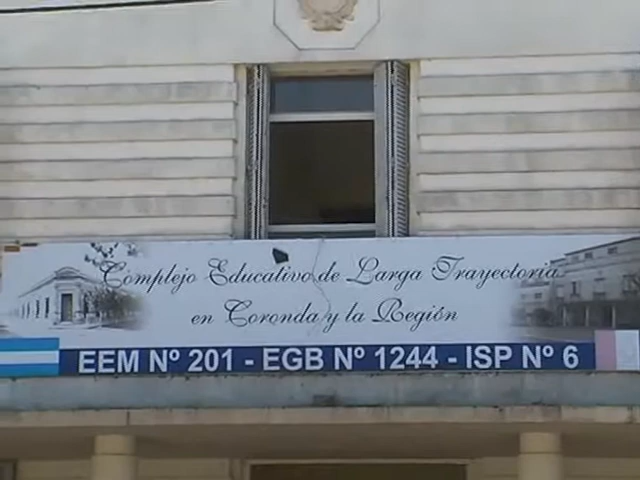 Complejo Educativo de Larga Trayectoria
en Coronda y la Región
EEM Nº 201 - EGB Nº 1244 - ISP Nº 6